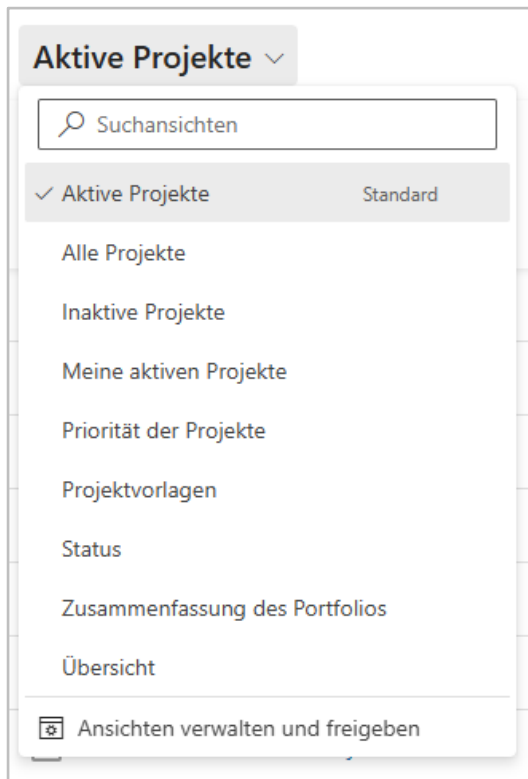 Aktive Projekte
Suchansichten
Aktive Projekte Standard
Alle Projekte
Inaktive Projekte
Meine aktiven Projekte
Priorität der Projekte
Projektvorlagen
Status
Zusammenfassung des Portfolios
Übersicht
Ansichten verwalten und freigeben